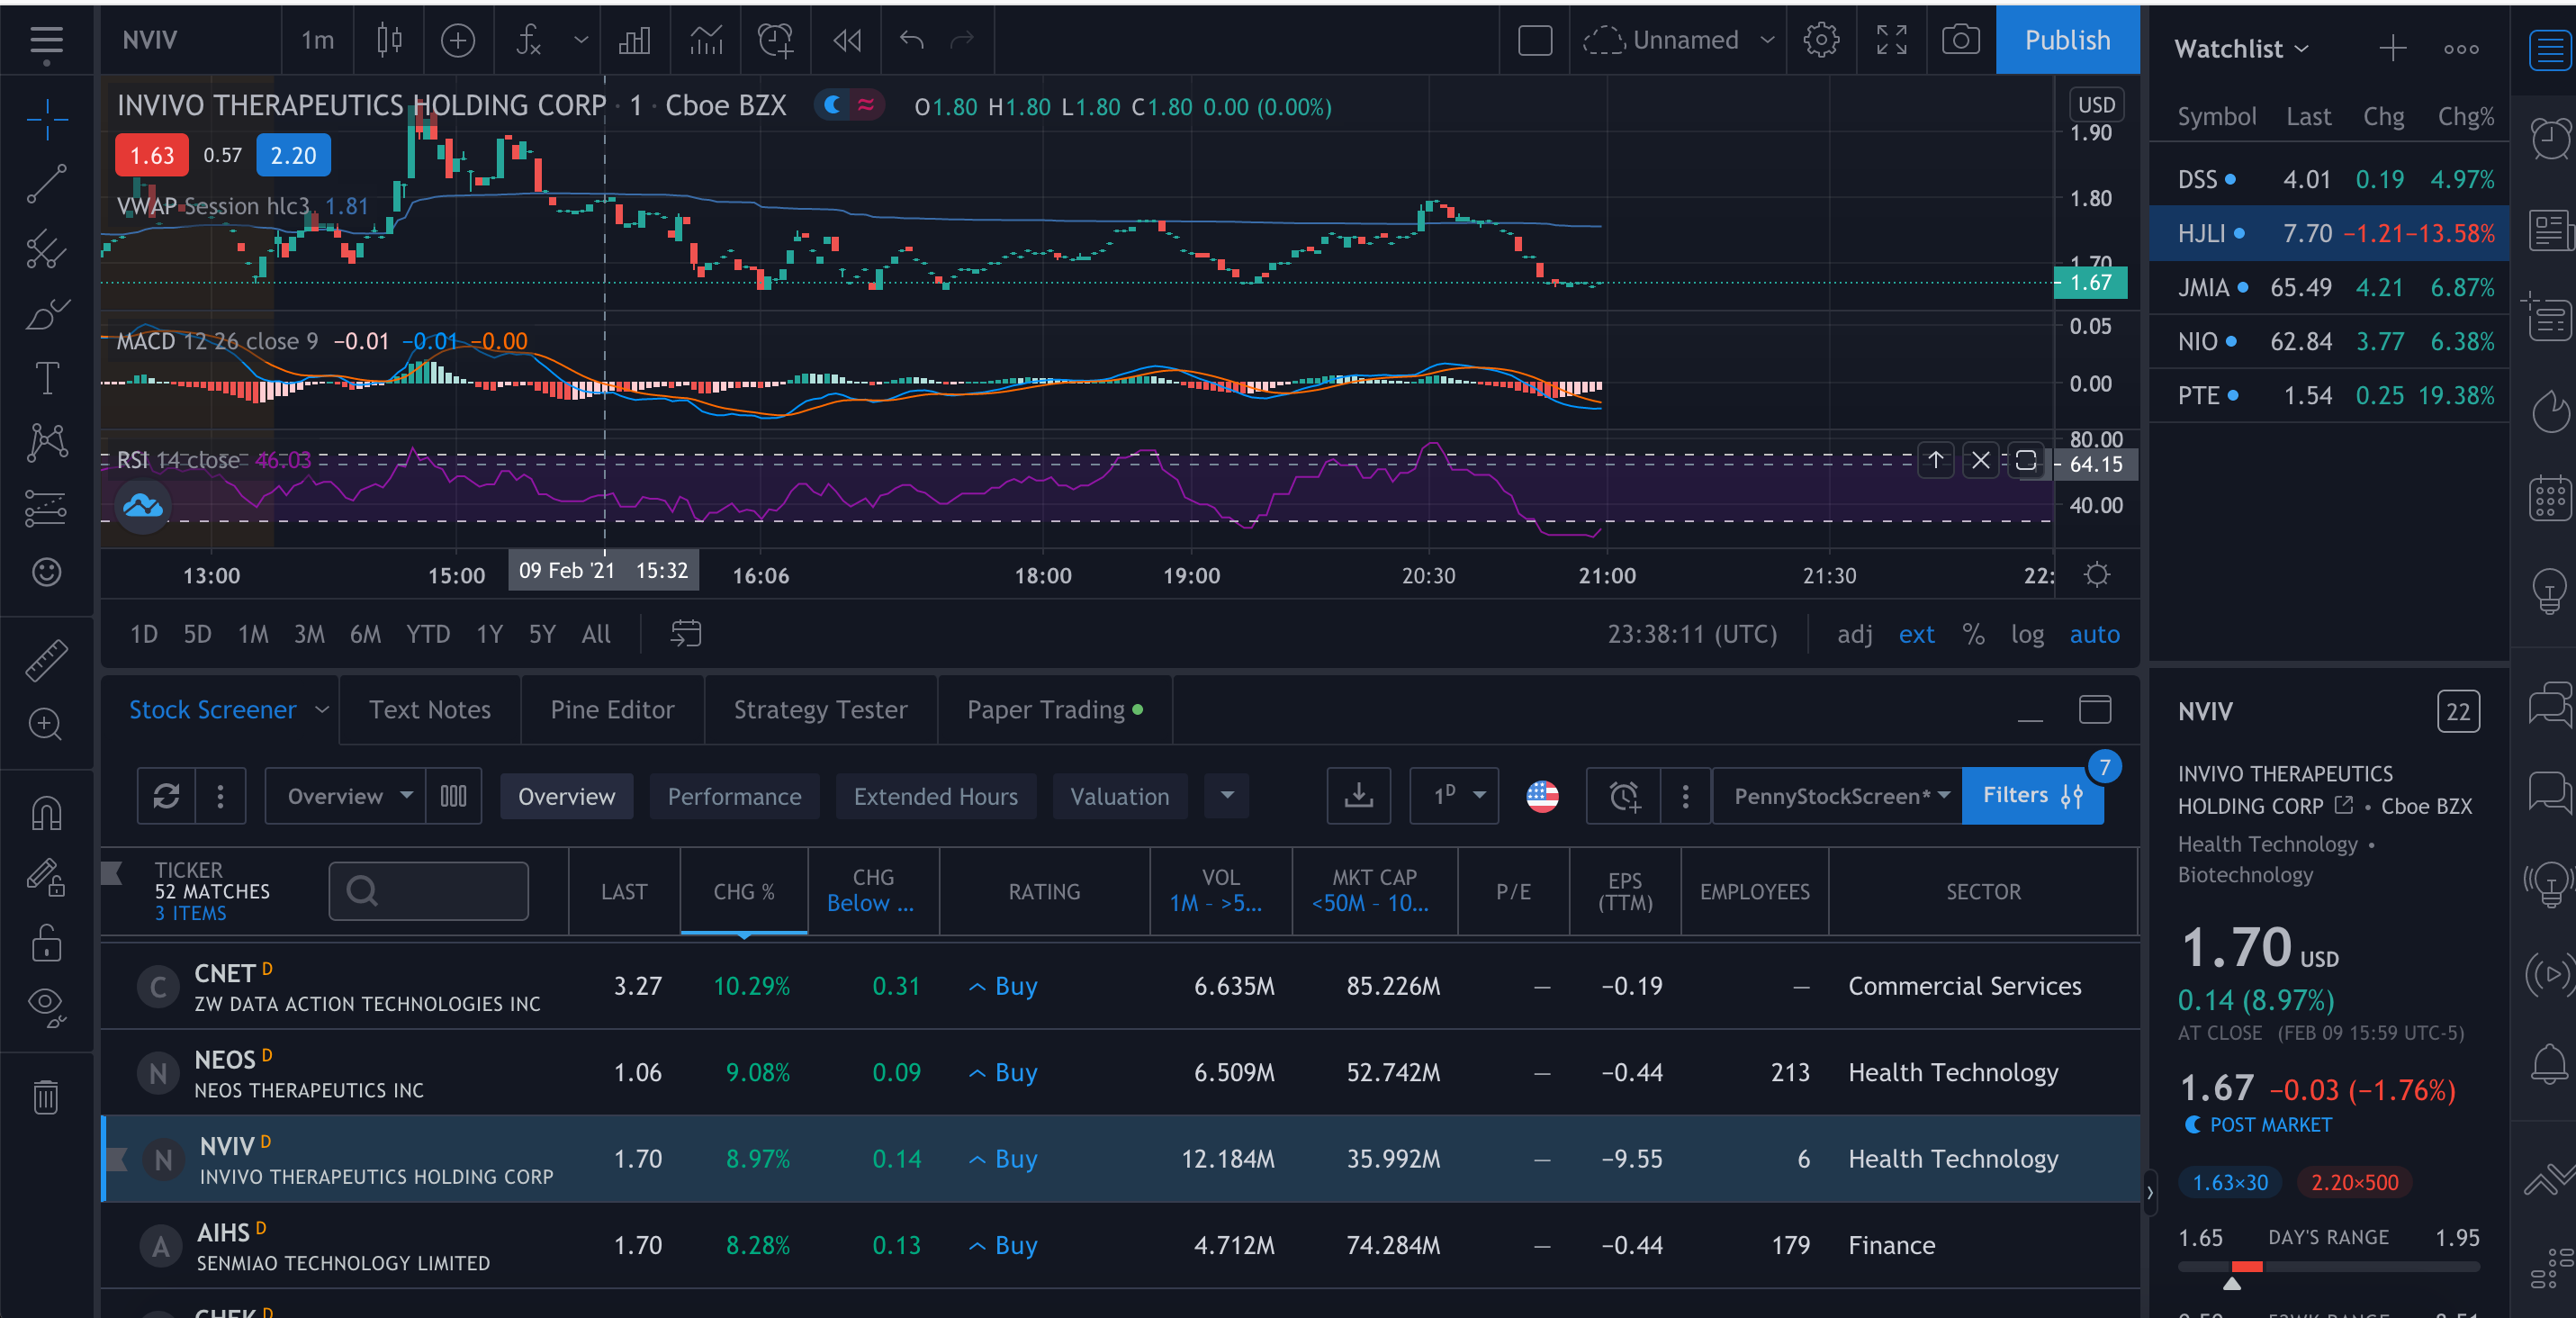 NVIV 1m Unnamed Publish
INVIVO THERAPEUTICS HOLDING CORP · 1 · Cboe BZX O1.80 H1.80 L1.80 C1.80 0.00 (0.00%)
USD
1.63 0.57 2.20
VWAP Session hlc3 1.81
1.90
1.80
1.70
1.67
MACD 12 26 close 9 −0.01 −0.01 −0.00
0.05
0.00
RSI 14 close 46.03
80.00
64.15
40.00
13:00 15:00 09 Feb '21 15:32 16:06 18:00 19:00 20:30 21:00 21:30 22:
1D 5D 1M 3M 6M YTD 1Y 5Y All 23:38:11 (UTC) adj ext % log auto
Stock Screener Text Notes Pine Editor Strategy Tester Paper Trading
Overview Overview Performance Extended Hours Valuation 1D PennyStockScreen* Filters 7
TICKER
52 MATCHES
3 ITEMS
LAST CHG % CHG Below ... RATING VOL 1M - >5... MKT CAP <50M - 10... P/E EPS (TTM) EMPLOYEES SECTOR
C CNET D 3.27 10.29% 0.31 Buy 6.635M 85.226M — −0.19 — Commercial Services
ZW DATA ACTION TECHNOLOGIES INC
N NEOS D 1.06 9.08% 0.09 Buy 6.509M 52.742M — −0.44 213 Health Technology
NEOS THERAPEUTICS INC
N NVIV D 1.70 8.97% 0.14 Buy 12.184M 35.992M — −9.55 6 Health Technology
INVIVO THERAPEUTICS HOLDING CORP
A AIHS D 1.70 8.28% 0.13 Buy 4.712M 74.284M — −0.44 179 Finance
SENMIAO TECHNOLOGY LIMITED
Watchlist
Symbol Last Chg Chg%
DSS 4.01 0.19 4.97%
HJLI 7.70 −1.21 −13.58%
JMIA 65.49 4.21 6.87%
NIO 62.84 3.77 6.38%
PTE 1.54 0.25 19.38%
NVIV 22
INVIVO THERAPEUTICS
HOLDING CORP • Cboe BZX
Health Technology •
Biotechnology
1.70 USD
0.14 (8.97%)
AT CLOSE (FEB 09 15:59 UTC-5)
1.67 −0.03 (−1.76%)
POST MARKET
1.63×30 2.20×500
1.65 DAY'S RANGE 1.95